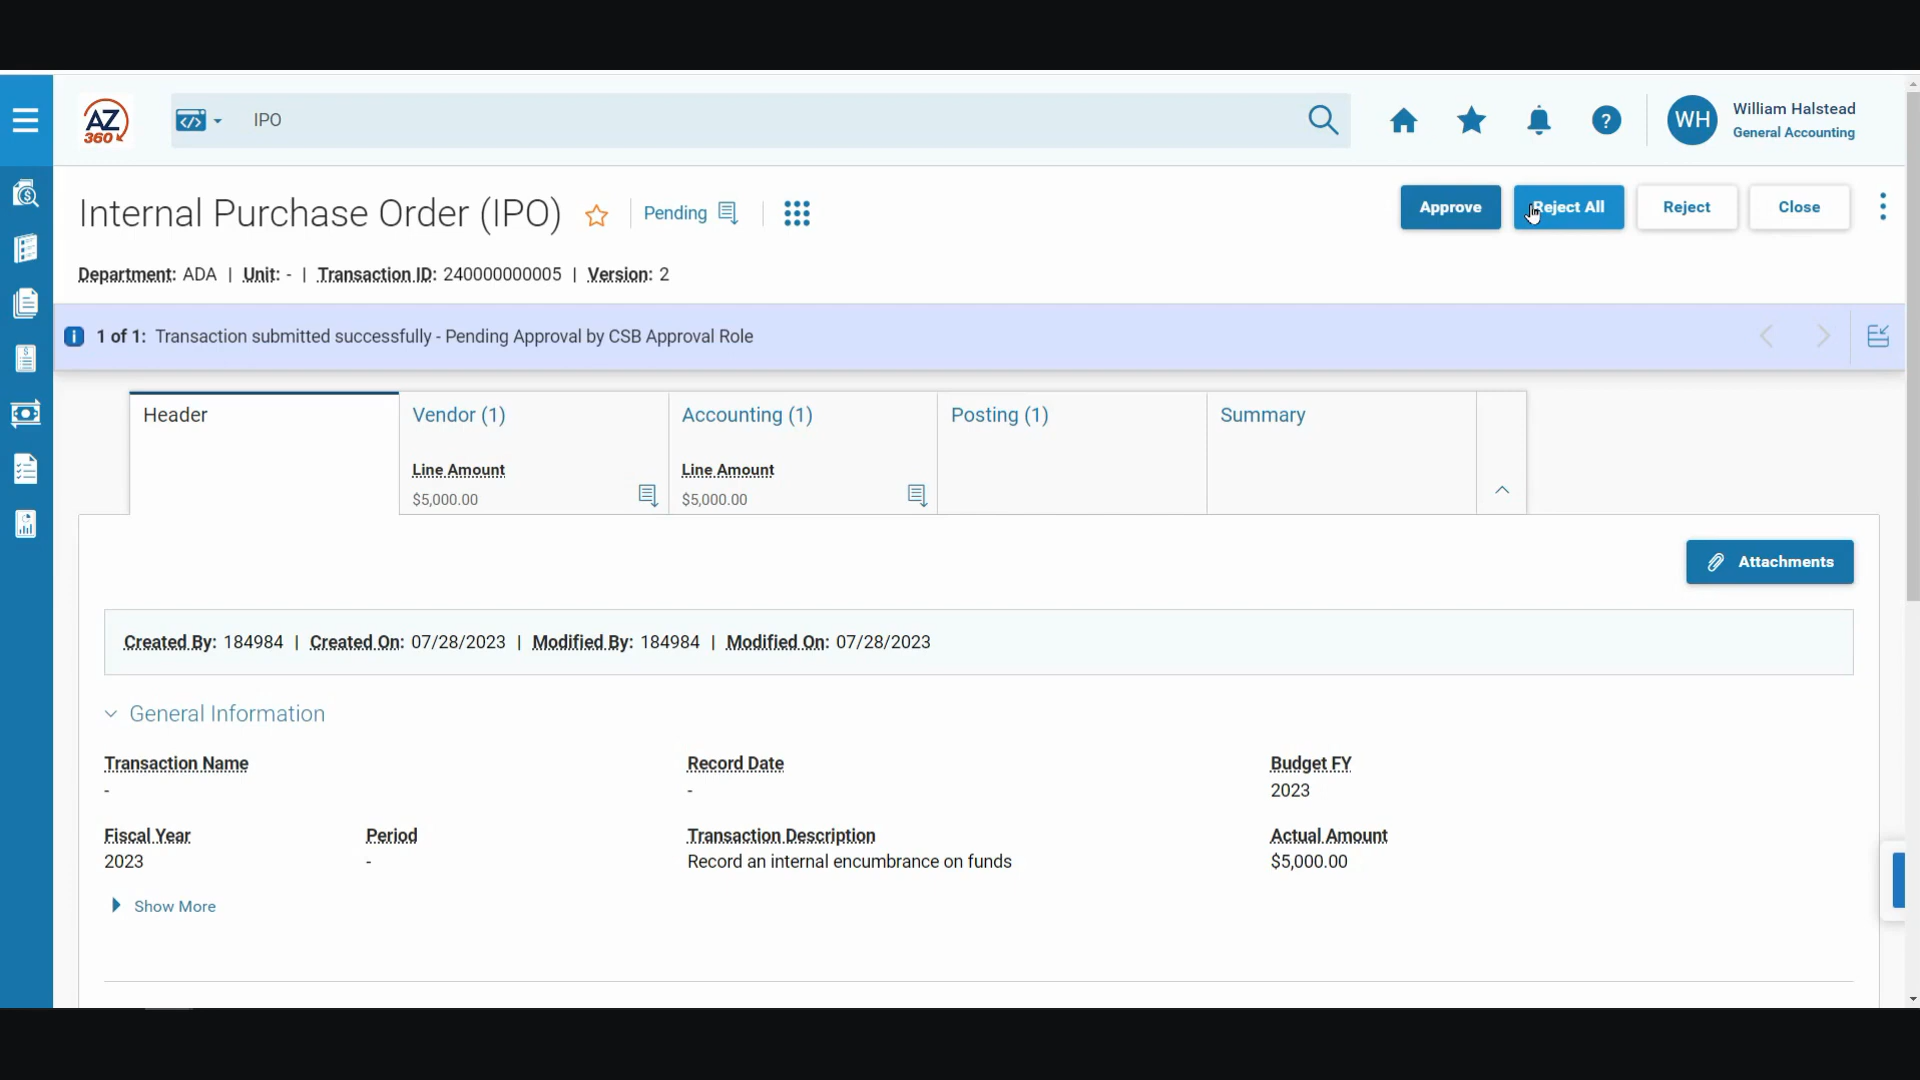 AZ
360
IPO
?
WH
William Halstead
General Accounting
Internal Purchase Order (IPO)
Pending
Approve
Reject All
Reject
Close
Department: ADA | Unit: - | Transaction ID: 240000000005 | Version: 2
i 1 of 1: Transaction submitted successfully - Pending Approval by CSB Approval Role
Header
Vendor (1)
Accounting (1)
Posting (1)
Summary
Line Amount
Line Amount
$5,000.00
$5,000.00
Attachments
Created By: 184984 | Created On: 07/28/2023 | Modified By: 184984 | Modified On: 07/28/2023
General Information
Transaction Name
Record Date
Budget FY
-
-
2023
Fiscal Year
Period
Transaction Description
Actual Amount
2023
-
Record an internal encumbrance on funds
$5,000.00
Show More